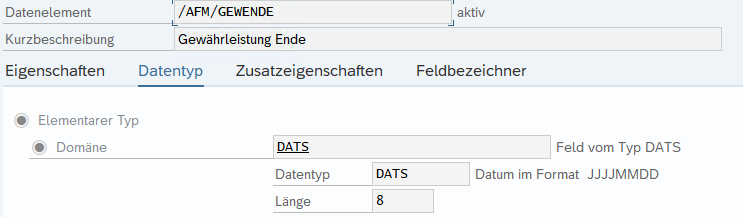 Datenelement /AFM/GEWENDE aktiv
Kurzbeschreibung Gewährleistung Ende
Eigenschaften Datentyp Zusatzeigenschaften Feldbezeichner
Elementarer Typ
Domäne DATS Feld vom Typ DATS
Datentyp DATS Datum im Format JJJJMMDD
Länge 8